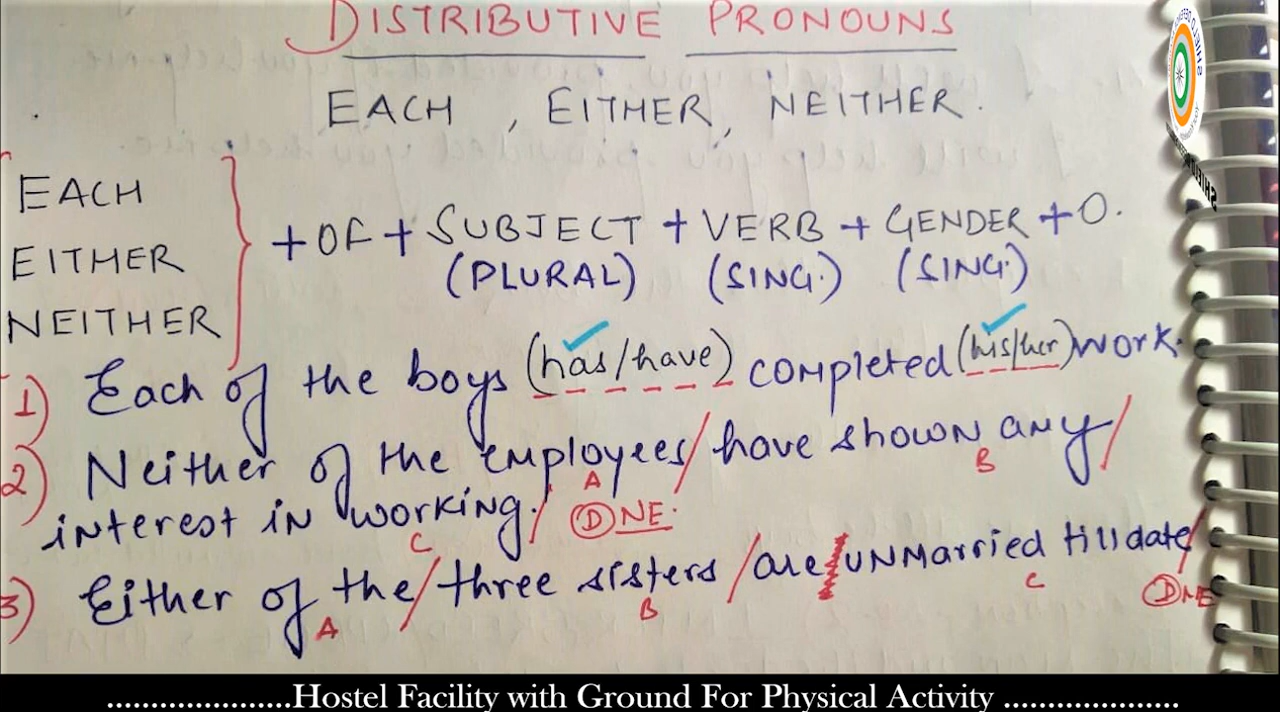 DISTRIBUTIVE PRONOUNS
EACH , EITHER, NEITHER.
EACH
EITHER
NEITHER
+ OF + SUBJECT + VERB + GENDER + O.
(PLURAL) (SING.) (SING.)
1) Each of the boys (has/have) completed (his/her) work.
2) Neither of the employees/ have shown any/
A B
interest in working./ (D) NE.
C
3) Either of the/ three sisters / are/ unmarried till date/
A B C (D) NE
.....................Hostel Facility with Ground For Physical Activity ....................